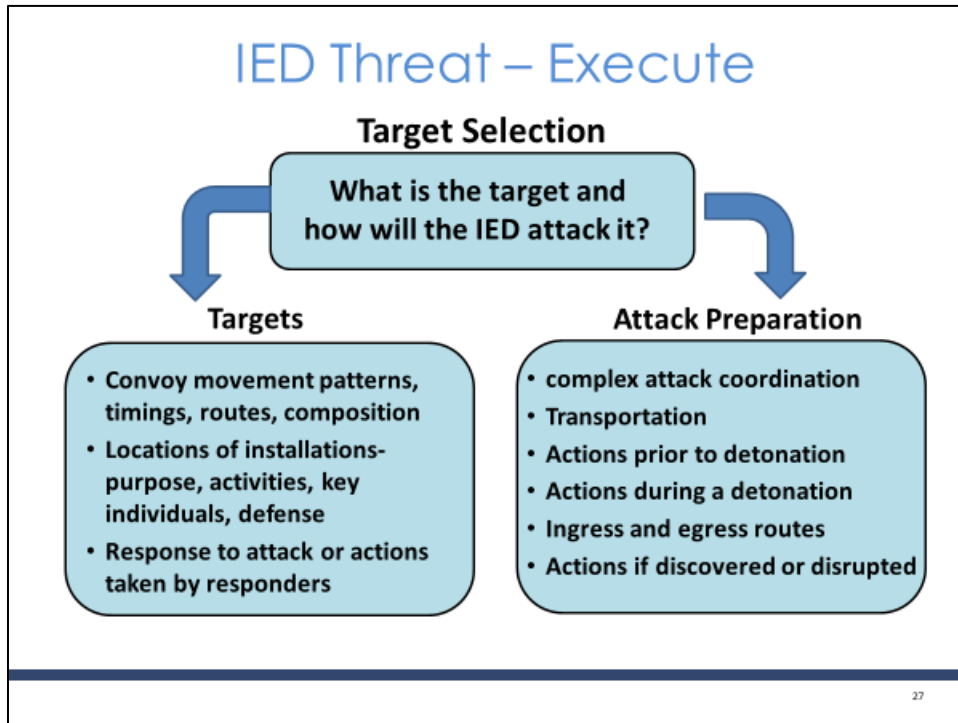 IED Threat – Execute
Target Selection
What is the target and
how will the IED attack it?
Targets
• Convoy movement patterns,
timings, routes, composition
• Locations of installations-
purpose, activities, key
individuals, defense
• Response to attack or actions
taken by responders
Attack Preparation
• complex attack coordination
• Transportation
• Actions prior to detonation
• Actions during a detonation
• Ingress and egress routes
• Actions if discovered or disrupted
27